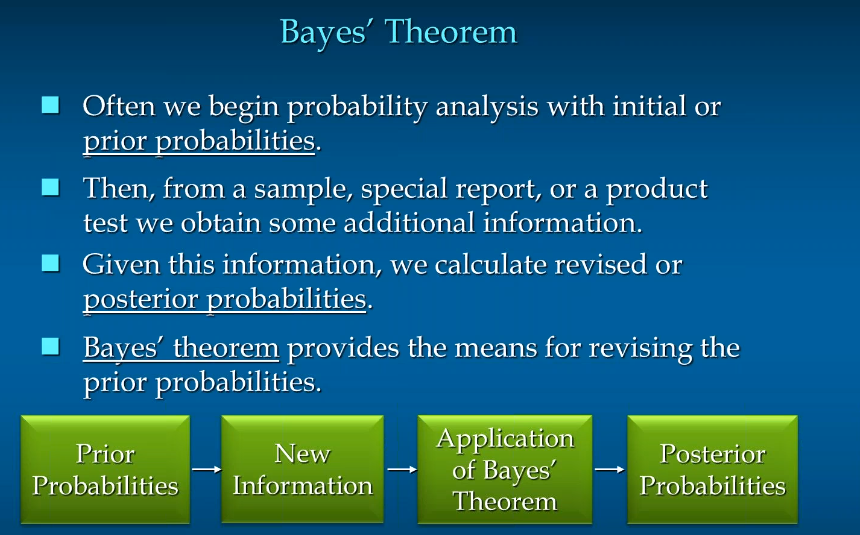 Bayes’ Theorem
Often we begin probability analysis with initial or
prior probabilities.
Then, from a sample, special report, or a product
test we obtain some additional information.
Given this information, we calculate revised or
posterior probabilities.
Bayes’ theorem provides the means for revising the
prior probabilities.
Prior
Probabilities
New
Information
Application
of Bayes’
Theorem
Posterior
Probabilities